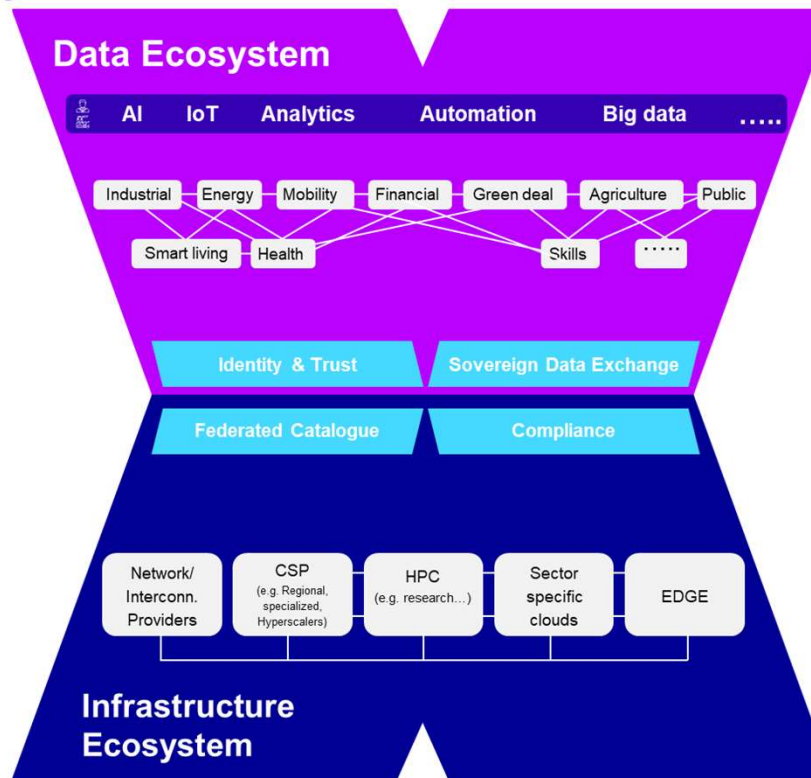 Data Ecosystem
AI IoT Analytics Automation Big data .....
Industrial Energy Mobility Financial Green deal Agriculture Public
Smart living Health Skills .....
Identity & Trust Sovereign Data Exchange
Federated Catalogue Compliance
Network/
Interconn.
Providers
CSP
(e.g. Regional,
specialized,
Hyperscalers)
HPC
(e.g. research…)
Sector
specific
clouds
EDGE
Infrastructure
Ecosystem